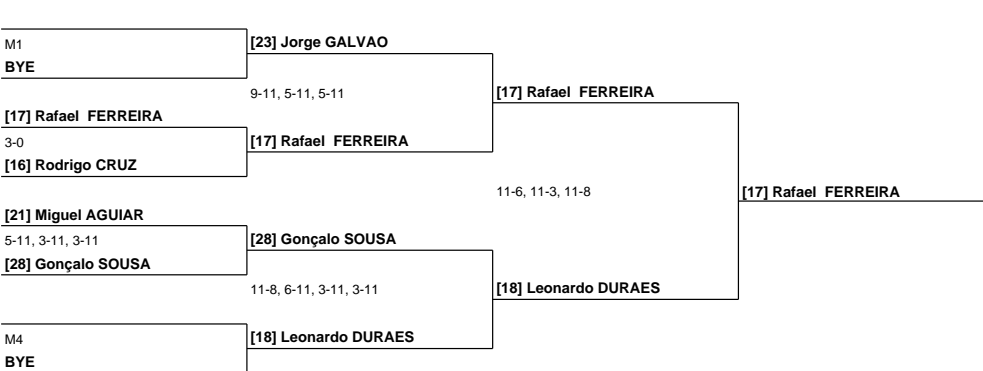 M1
BYE
[23] Jorge GALVAO
9-11, 5-11, 5-11
[17] Rafael FERREIRA
3-0
[16] Rodrigo CRUZ
[17] Rafael FERREIRA
[17] Rafael FERREIRA
11-6, 11-3, 11-8
[17] Rafael FERREIRA
[21] Miguel AGUIAR
5-11, 3-11, 3-11
[28] Gonçalo SOUSA
[28] Gonçalo SOUSA
11-8, 6-11, 3-11, 3-11
[18] Leonardo DURAES
M4
BYE
[18] Leonardo DURAES